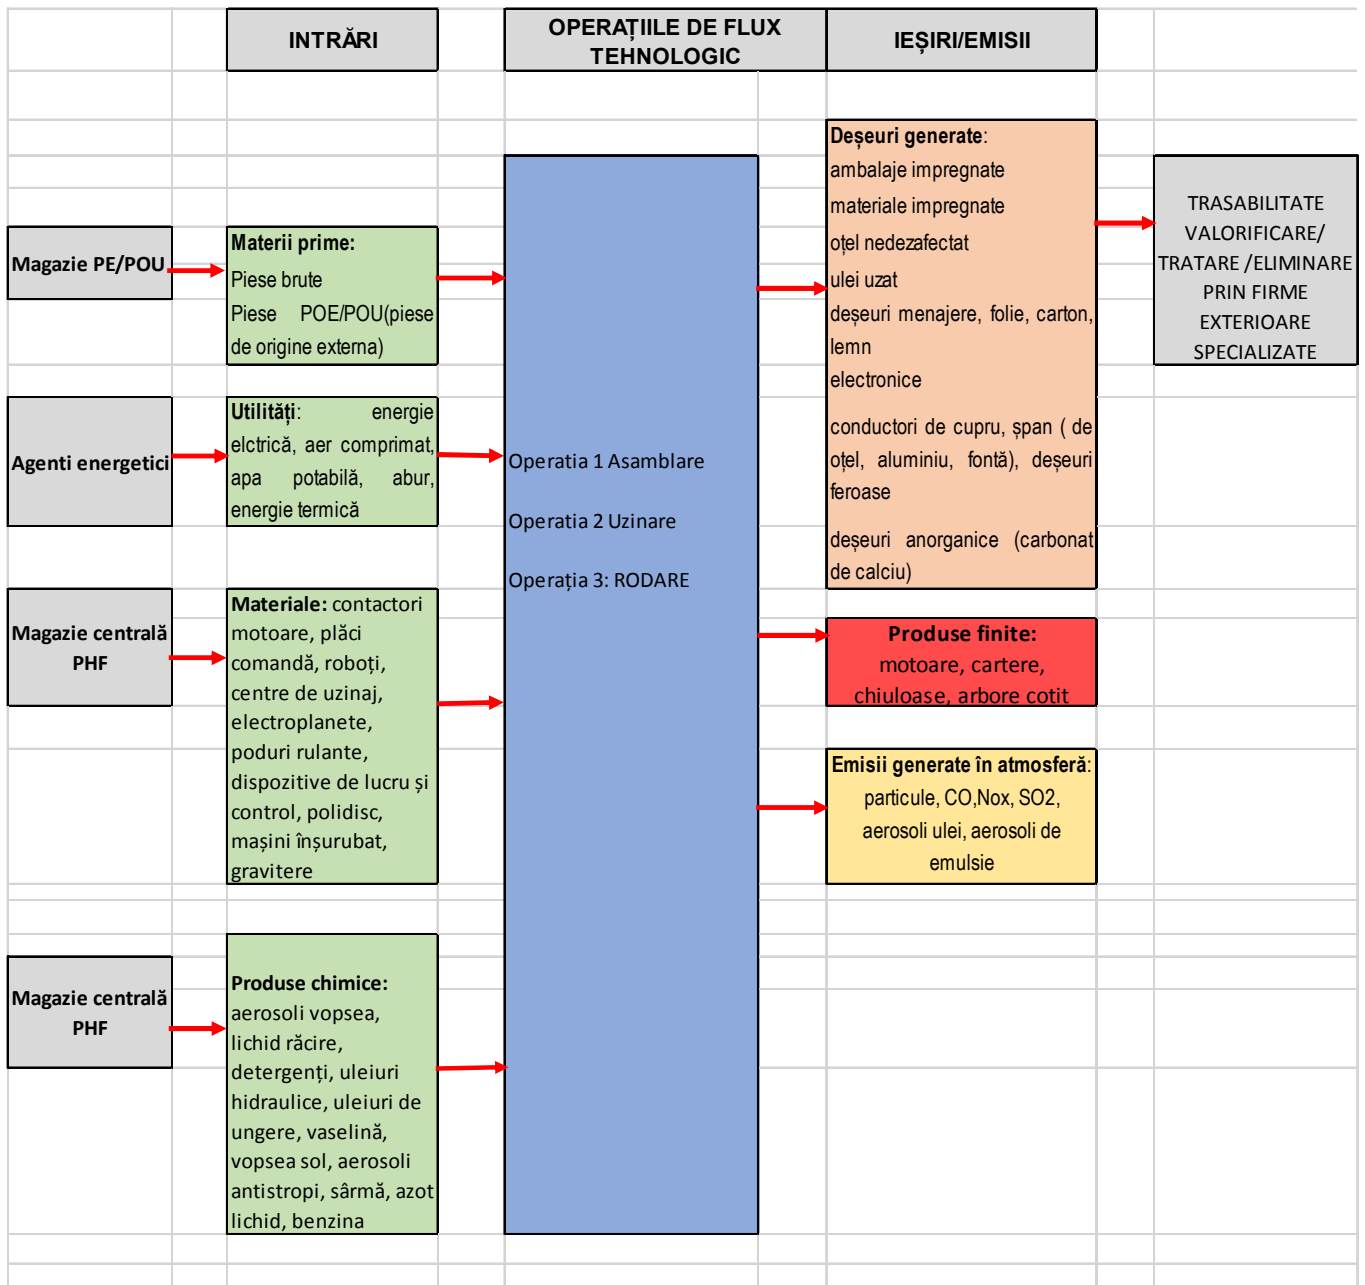 INTRĂRI
OPERAȚIILE DE FLUX
TEHNOLOGIC
IEȘIRI/EMISII
Magazie PE/POU
Materii prime:
Piese brute
Piese POE/POU(piese
de origine externa)
Agenti energetici
Utilități: energie
elctrică, aer comprimat,
apa potabilă, abur,
energie termică
Magazie centrală
PHF
Materiale: contactori
motoare, plăci
comandă, roboți,
centre de uzinaj,
electroplanete,
poduri rulante,
dispozitive de lucru și
control, polidisc,
mașini înșurubat,
gravitere
Magazie centrală
PHF
Produse chimice:
aerosoli vopsea,
lichid răcire,
detergenți, uleiuri
hidraulice, uleiuri de
ungere, vaselină,
vopsea sol, aerosoli
antistropi, sârmă, azot
lichid, benzina
Operatia 1 Asamblare
Operatia 2 Uzinare
Operația 3: RODARE
Deșeuri generate:
ambalaje impregnate
materiale impregnate
oțel nedezafectat
ulei uzat
deșeuri menajere, folie, carton,
lemn
electronice
conductori de cupru, șpan ( de
oțel, aluminiu, fontă), deșeuri
feroase
deșeuri anorganice (carbonat
de calciu)
Produse finite:
motoare, cartere,
chiuloase, arbore cotit
Emisii generate în atmosferă:
particule, CO,Nox, SO2,
aerosoli ulei, aerosoli de
emulsie
TRASABILITATE
VALORIFICARE/
TRATARE /ELIMINARE
PRIN FIRME
EXTERIOARE
SPECIALIZATE